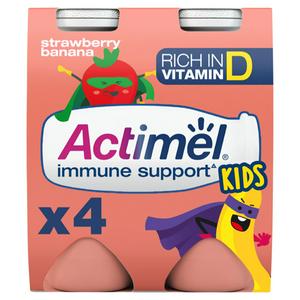 strawberry
banana
RICH IN
VITAMIN D
Actimel®
immune support△
KIDS
x4